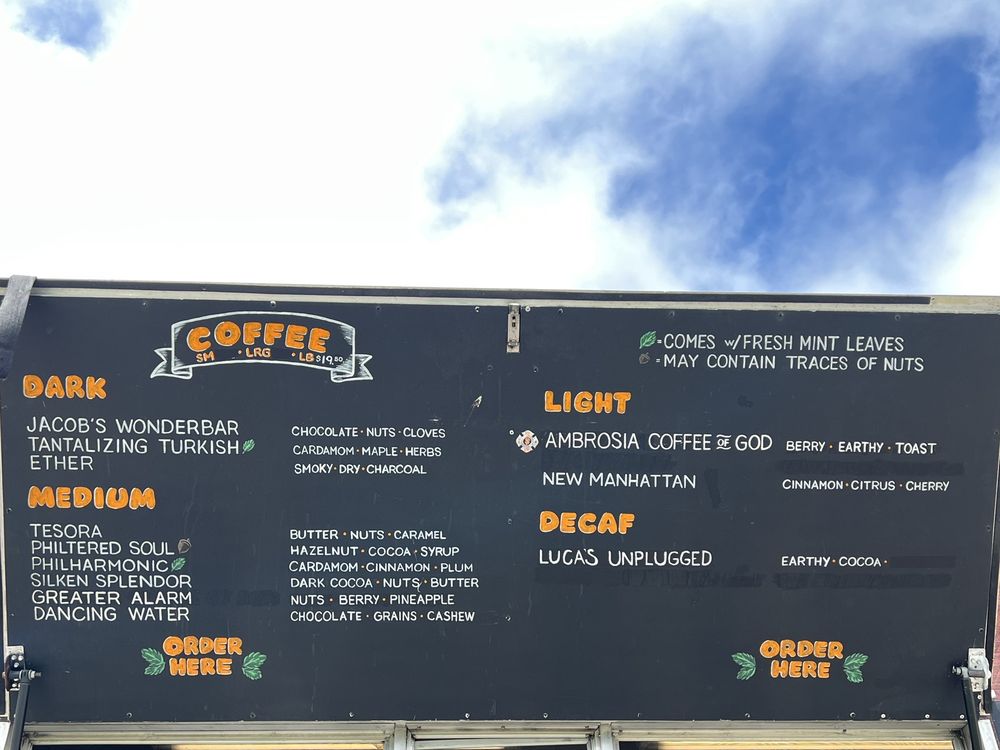 COFFEE
SM · LRG · LB $19.50
DARK
JACOB'S WONDERBAR CHOCOLATE · NUTS · CLOVES
TANTALIZING TURKISH CARDAMOM · MAPLE · HERBS
ETHER SMOKY · DRY · CHARCOAL
MEDIUM
TESORA BUTTER · NUTS · CARAMEL
PHILTERED SOUL HAZELNUT · COCOA · SYRUP
PHILHARMONIC CARDAMOM · CINNAMON · PLUM
SILKEN SPLENDOR DARK COCOA · NUTS · BUTTER
GREATER ALARM NUTS · BERRY · PINEAPPLE
DANCING WATER CHOCOLATE · GRAINS · CASHEW
ORDER
HERE
= COMES W/FRESH MINT LEAVES
= MAY CONTAIN TRACES OF NUTS
LIGHT
AMBROSIA COFFEE OF GOD BERRY · EARTHY · TOAST
NEW MANHATTAN CINNAMON · CITRUS · CHERRY
DECAF
LUCA'S UNPLUGGED EARTHY · COCOA ·
ORDER
HERE